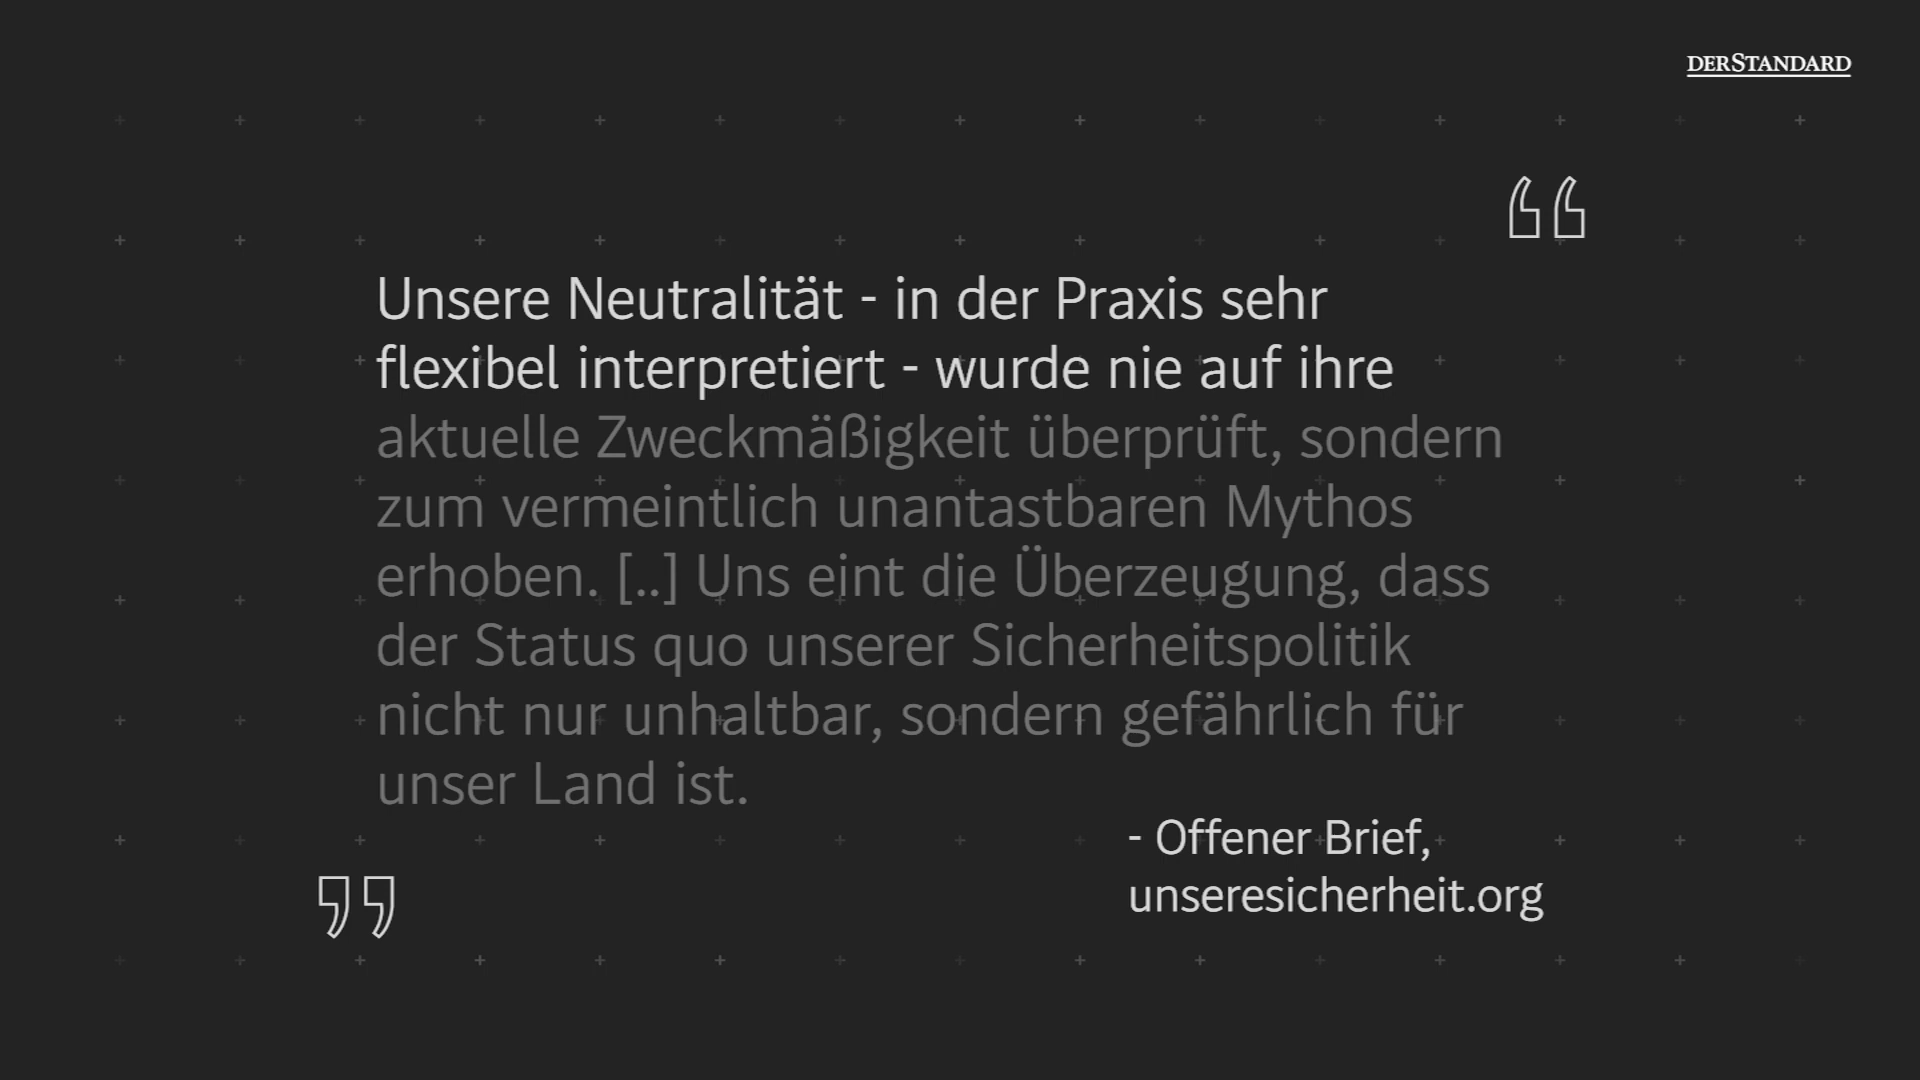 DERSTANDARD
Unsere Neutralität - in der Praxis sehr
flexibel interpretiert - wurde nie auf ihre
aktuelle Zweckmäßigkeit überprüft, sondern
zum vermeintlich unantastbaren Mythos
erhoben. [..] Uns eint die Überzeugung, dass
der Status quo unserer Sicherheitspolitik
nicht nur unhaltbar, sondern gefährlich für
unser Land ist.
- Offener Brief,
unseresicherheit.org